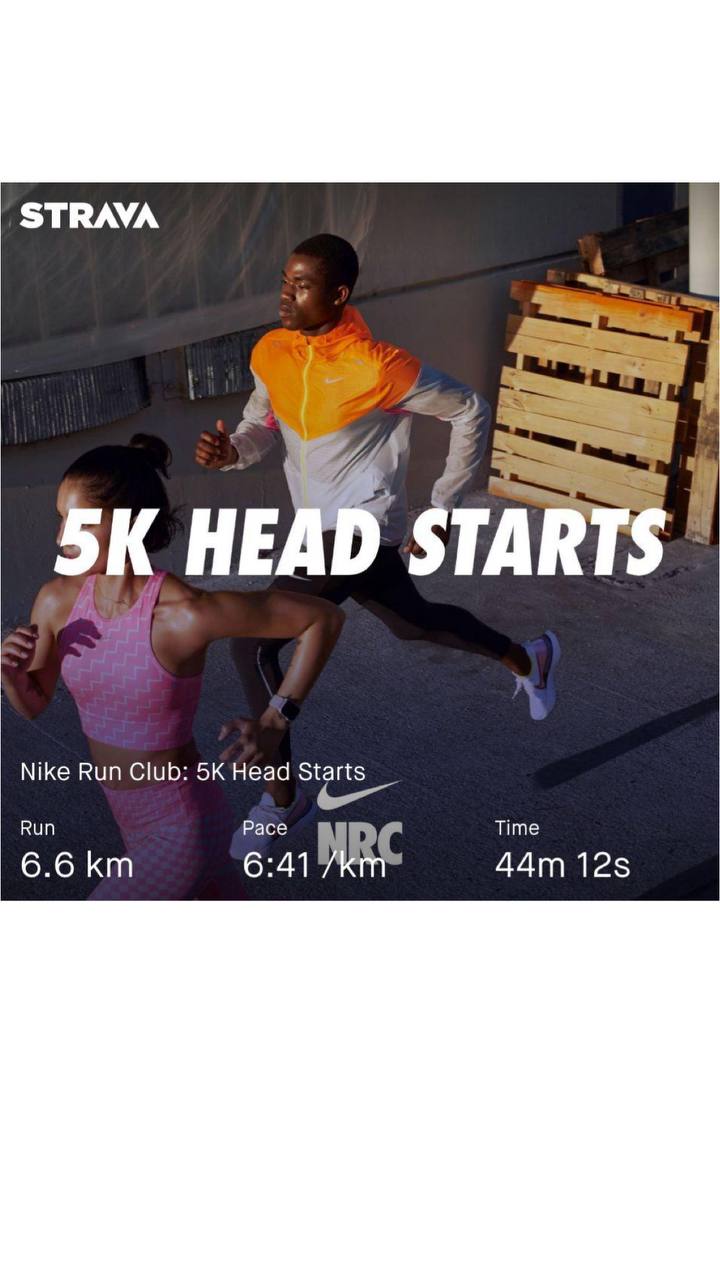 STRAVA
5K HEAD STARTS
Nike Run Club: 5K Head Starts
NRC
Run Pace Time
6.6 km 6:41 /km 44m 12s